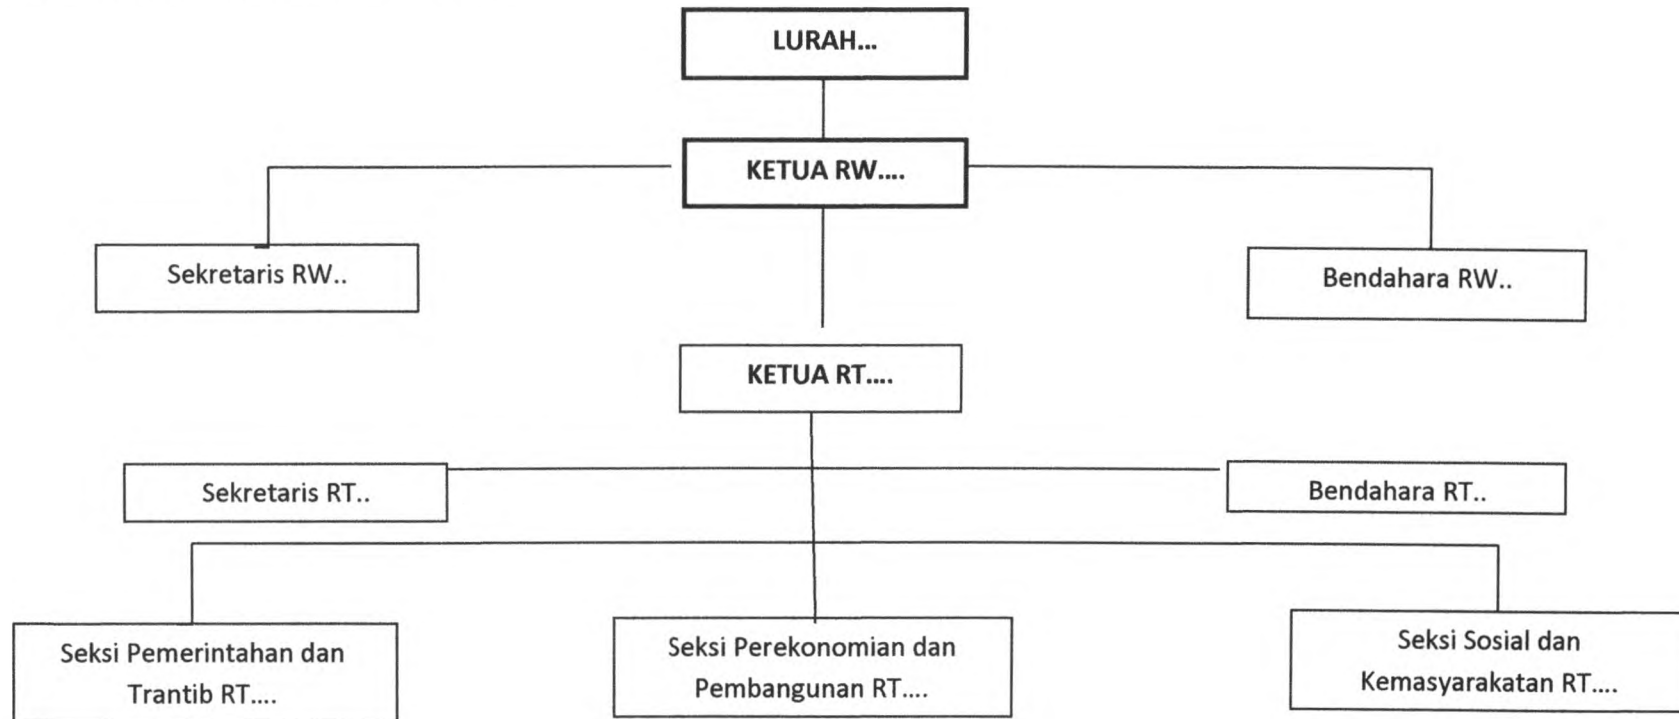 LURAH...
KETUA RW....
Sekretaris RW..
Bendahara RW..
KETUA RT....
Sekretaris RT..
Bendahara RT..
Seksi Pemerintahan dan
Trantib RT....
Seksi Perekonomian dan
Pembangunan RT....
Seksi Sosial dan
Kemasyarakatan RT....